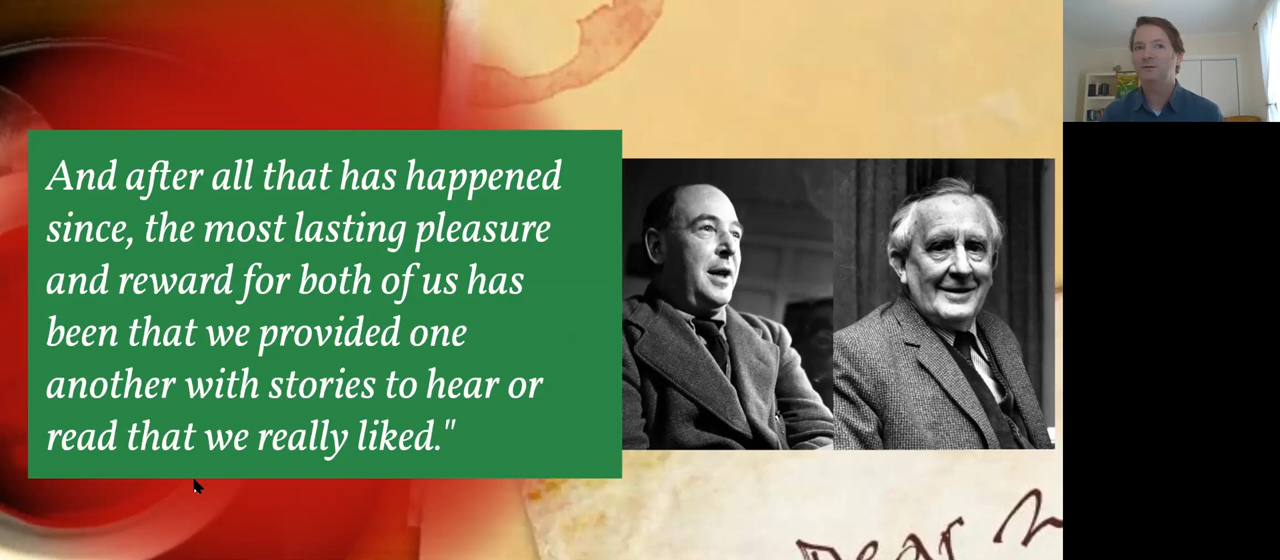 And after all that has happened
since, the most lasting pleasure
and reward for both of us has
been that we provided one
another with stories to hear or
read that we really liked."
Dear